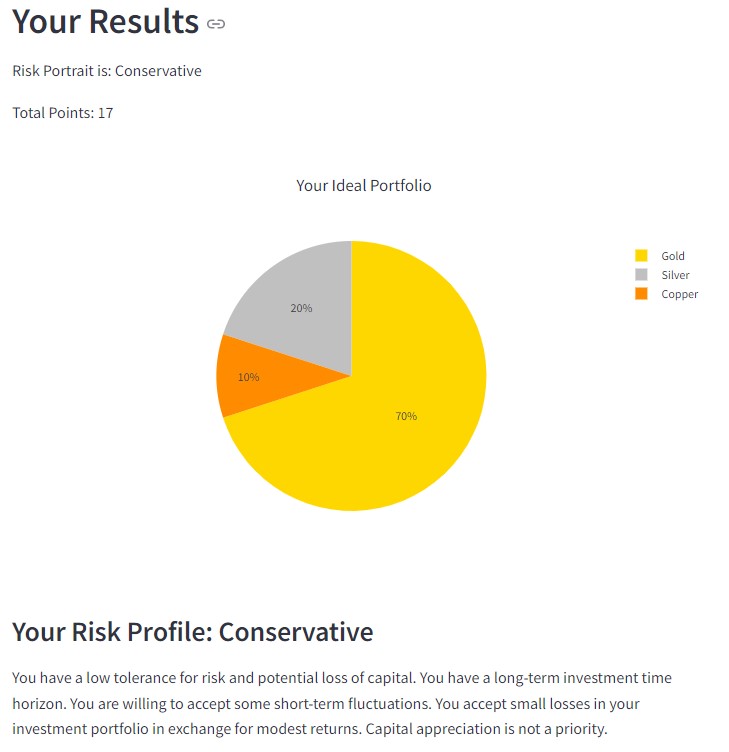 Your Results
Risk Portrait is: Conservative
Total Points: 17
Your Ideal Portfolio
Gold
Silver
Copper
20%
10%
70%
Your Risk Profile: Conservative
You have a low tolerance for risk and potential loss of capital. You have a long-term investment time
horizon. You are willing to accept some short-term fluctuations. You accept small losses in your
investment portfolio in exchange for modest returns. Capital appreciation is not a priority.